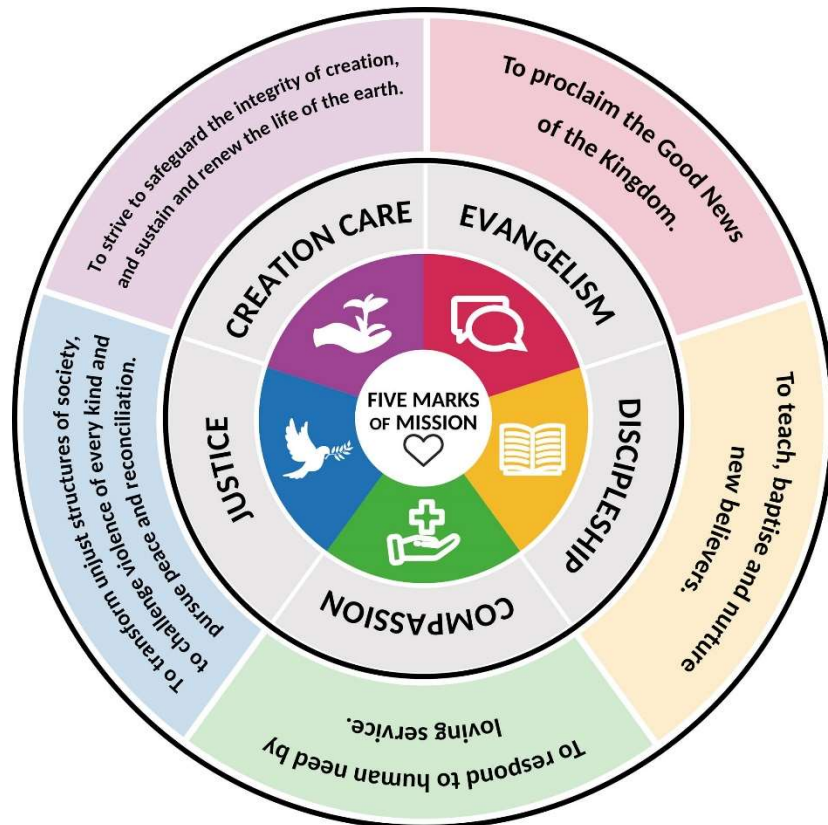 FIVE MARKS
OF MISSION
EVANGELISM
To proclaim the Good News
of the Kingdom.
DISCIPLESHIP
To teach, baptise and nurture
new believers.
COMPASSION
To respond to human need by
loving service.
JUSTICE
To transform unjust structures of society,
to challenge violence of every kind and
pursue peace and reconciliation.
CREATION CARE
To strive to safeguard the integrity of creation,
and sustain and renew the life of the earth.